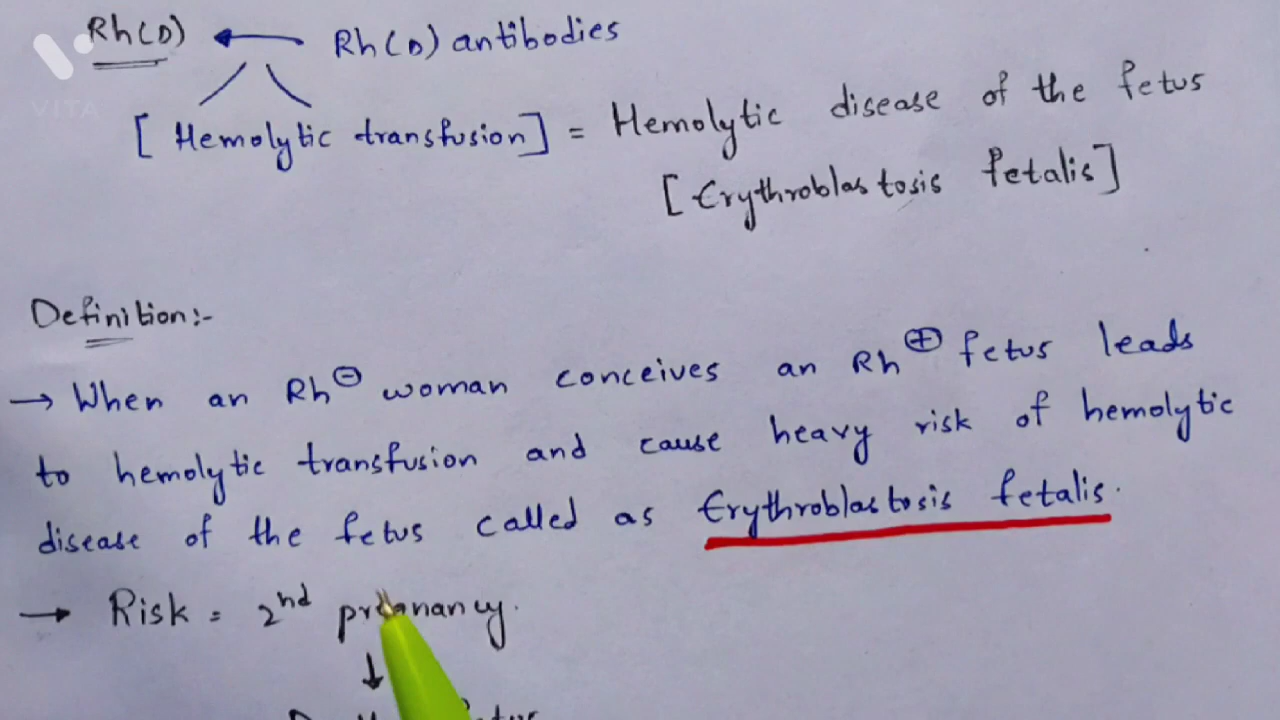 Rh(D) ← Rh(D) antibodies
VITA
[Hemolytic transfusion] = Hemolytic disease of the fetus
[Erythroblastosis fetalis]
Definition:-
→ When an Rh⊖ woman conceives an Rh⊕ fetus leads
to hemolytic transfusion and cause heavy risk of hemolytic
disease of the fetus called as Erythroblastosis fetalis.
→ Risk = 2nd pregnancy.
↓